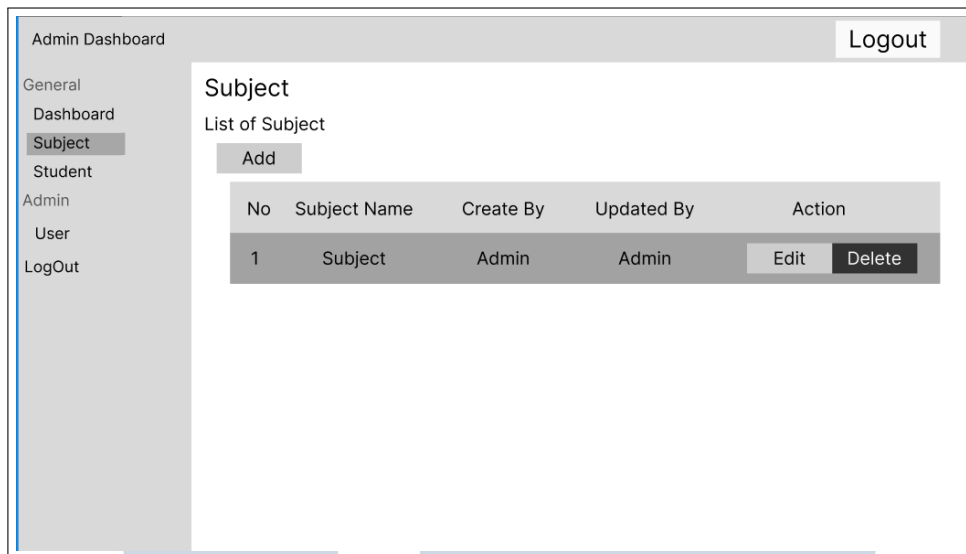 Admin Dashboard
Logout
General
Dashboard
Subject
Student
Admin
User
LogOut
Subject
List of Subject
Add
No Subject Name Create By Updated By Action
1 Subject Admin Admin Edit Delete